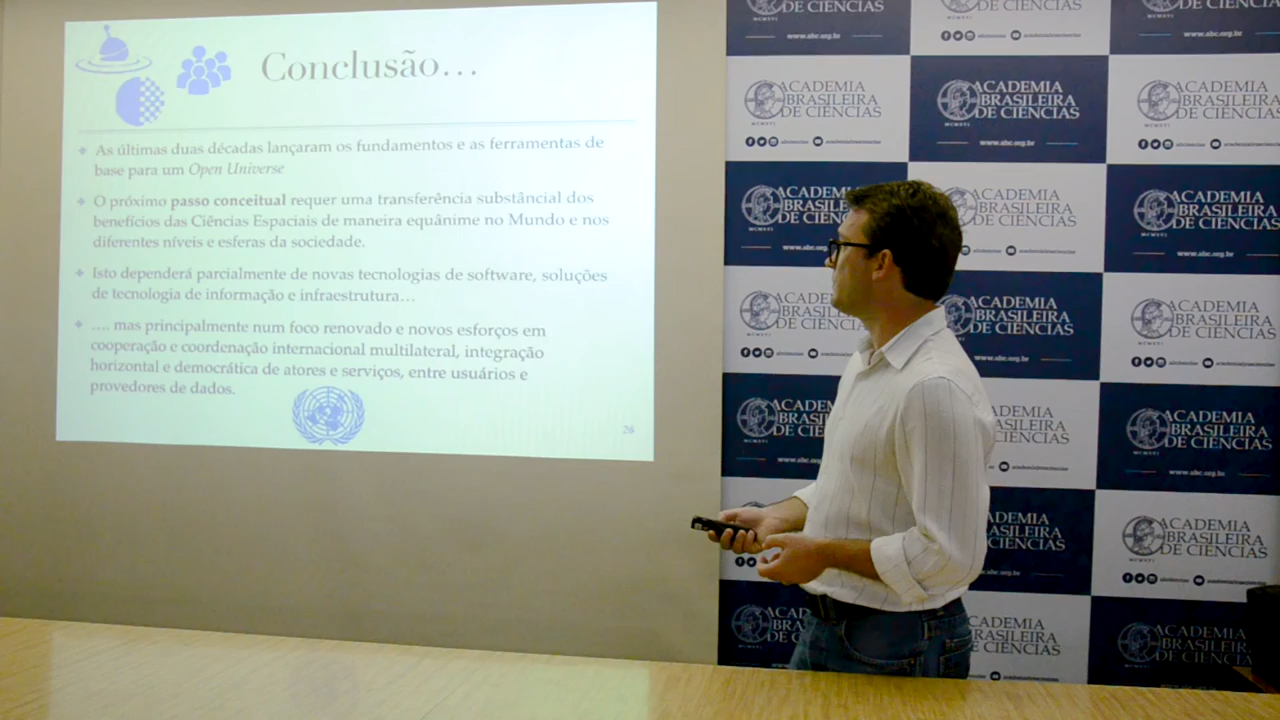 Conclusão...
As últimas duas décadas lançaram os fundamentos e as ferramentas de
base para um Open Universe
O próximo passo conceitual requer uma transferência substâncial dos
benefícios das Ciências Espaciais de maneira equânime no Mundo e nos
diferentes níveis e esferas da sociedade.
Isto dependerá parcialmente de novas tecnologias de software, soluções
de tecnologia de informação e infraestrutura...
.... mas principalmente num foco renovado e novos esforços em
cooperação e coordenação internacional multilateral, integração
horizontal e democrática de atores e serviços, entre usuários e
provedores de dados.
28
ACADEMIA
BRASILEIRA
DE CIÊNCIAS
MCMXVI
www.abc.org.br